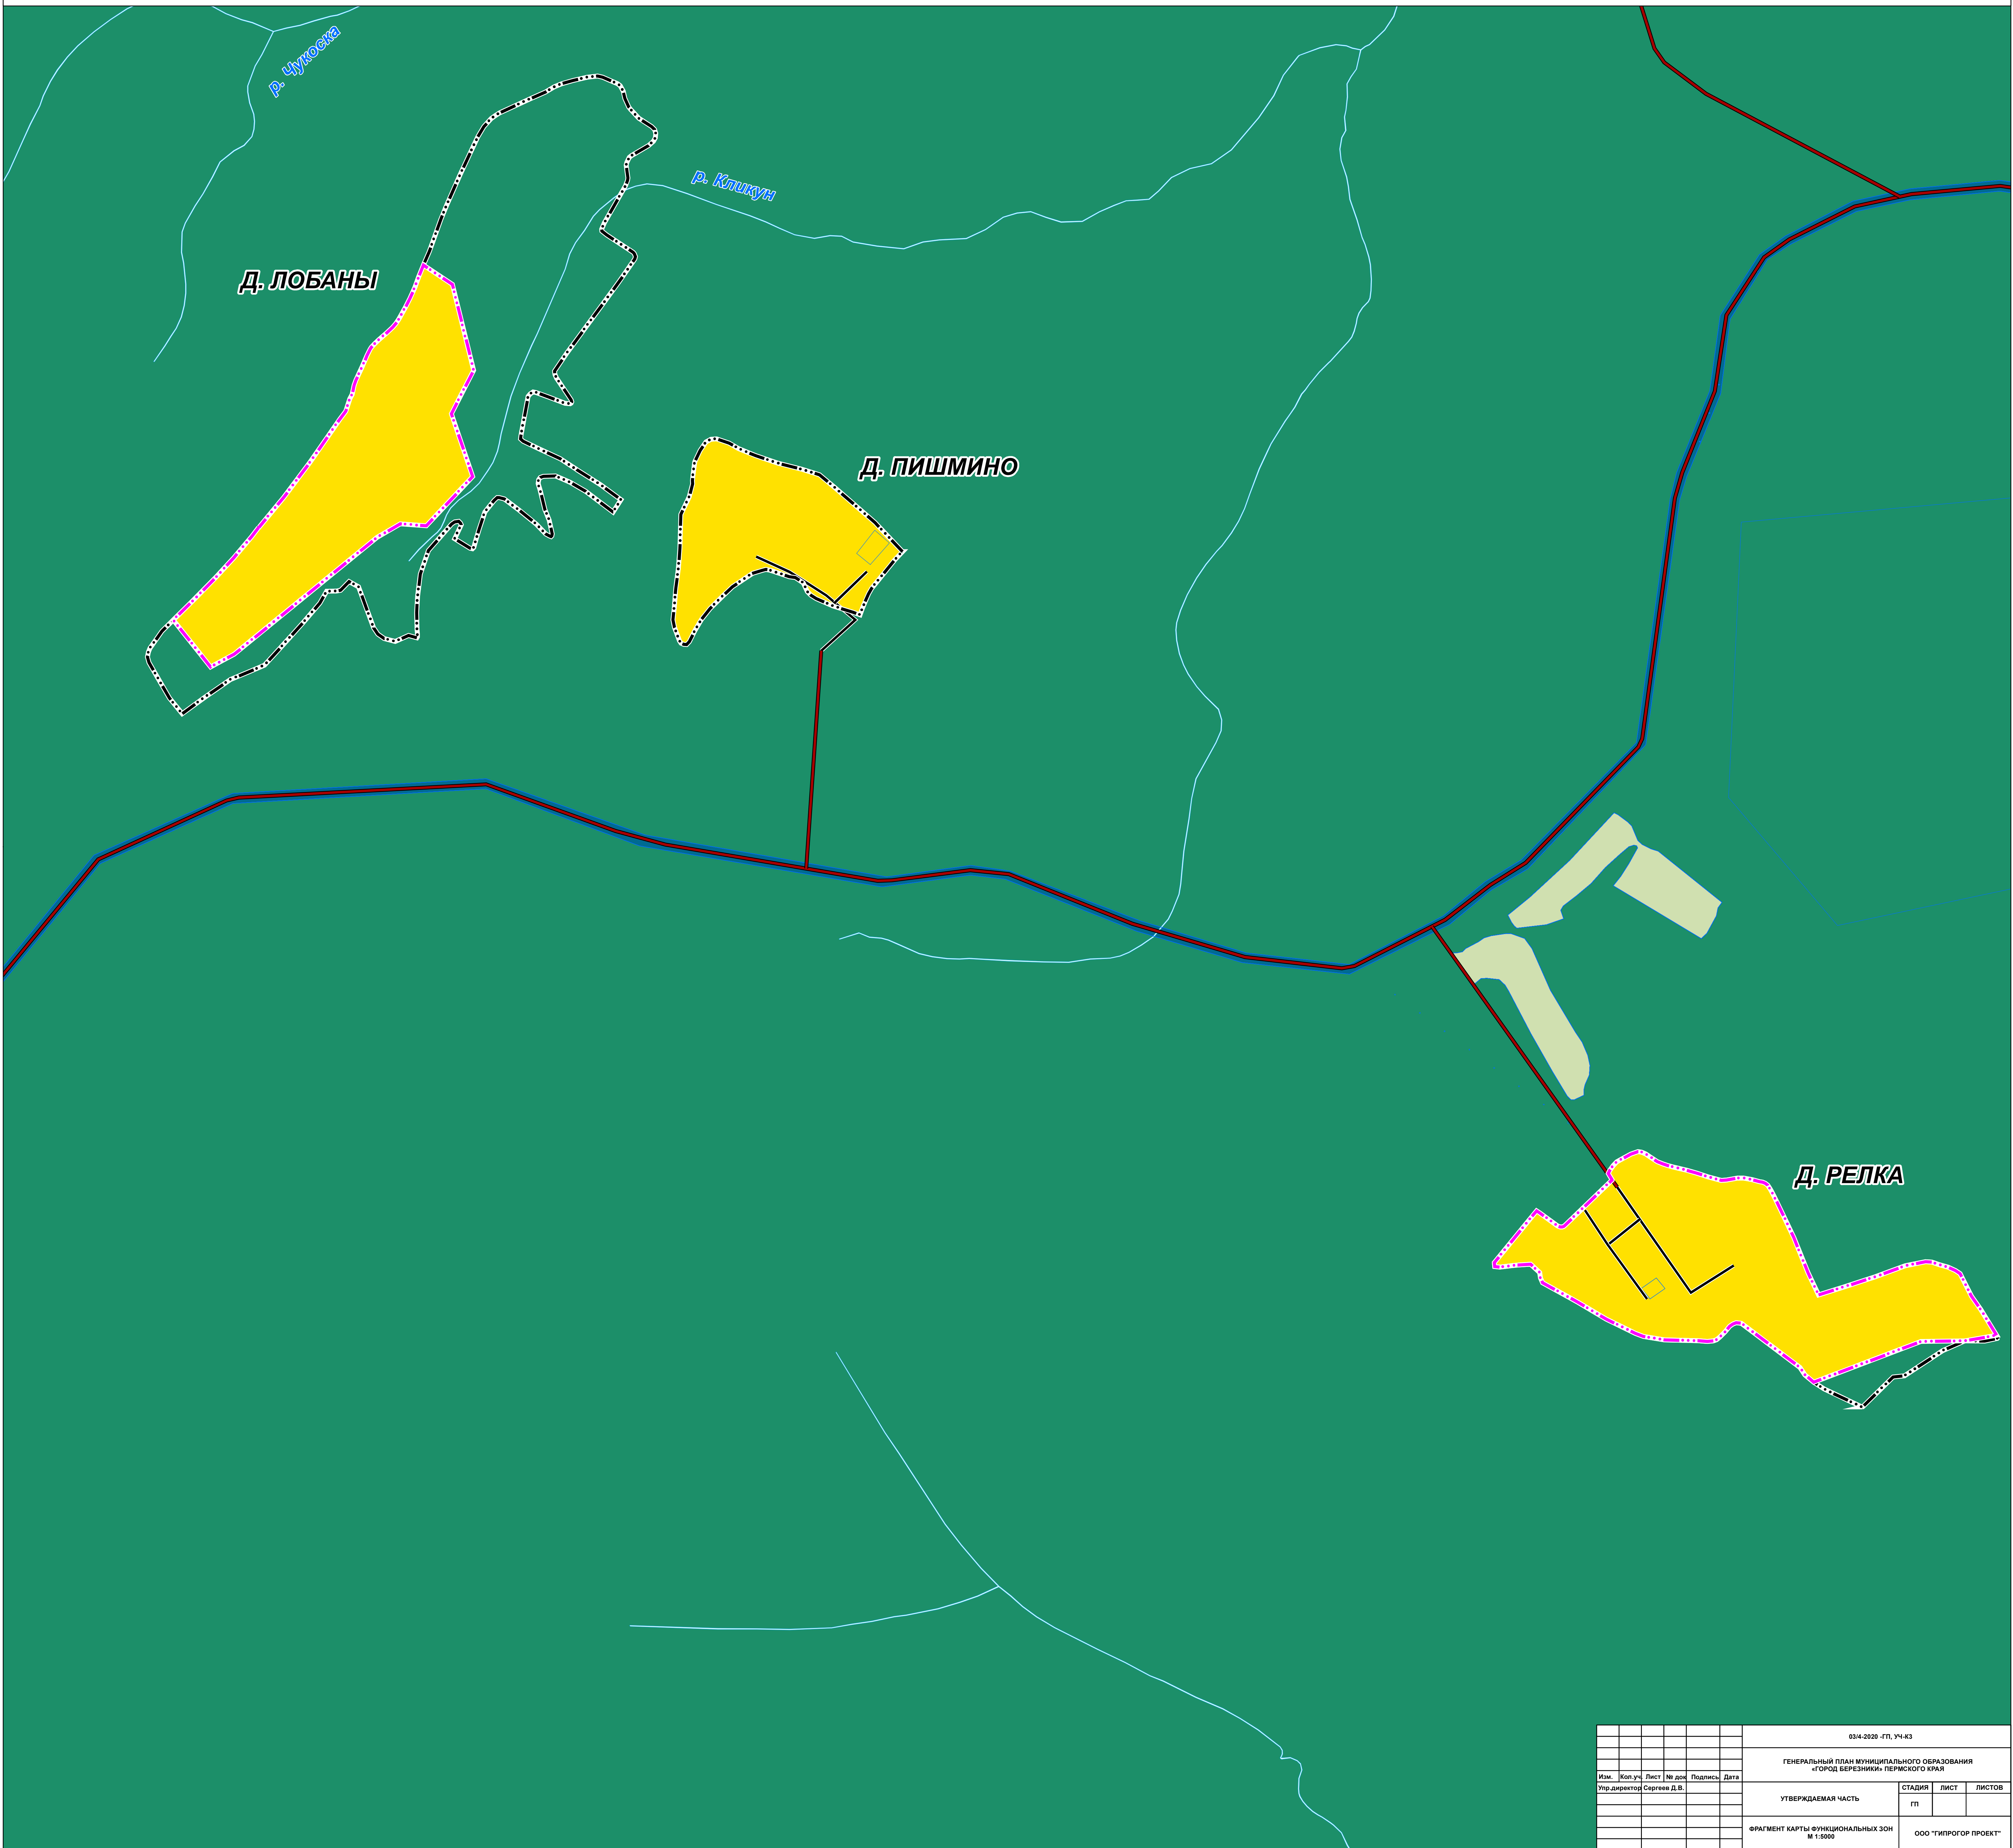 р. Чукоска
р. Кликун
Д. ЛОБАНЫ
Д. ПИШМИНО
Д. РЕЛКА
03/4-2020 -ГП, УЧ-КЗ
ГЕНЕРАЛЬНЫЙ ПЛАН МУНИЦИПАЛЬНОГО ОБРАЗОВАНИЯ
«ГОРОД БЕРЕЗНИКИ» ПЕРМСКОГО КРАЯ
Изм. Кол.уч Лист № док Подпись Дата
Упр.директор Сергеев Д.В.
УТВЕРЖДАЕМАЯ ЧАСТЬ
СТАДИЯ ЛИСТ ЛИСТОВ
ГП
ФРАГМЕНТ КАРТЫ ФУНКЦИОНАЛЬНЫХ ЗОН
М 1:5000
ООО "ГИПРОГОР ПРОЕКТ"